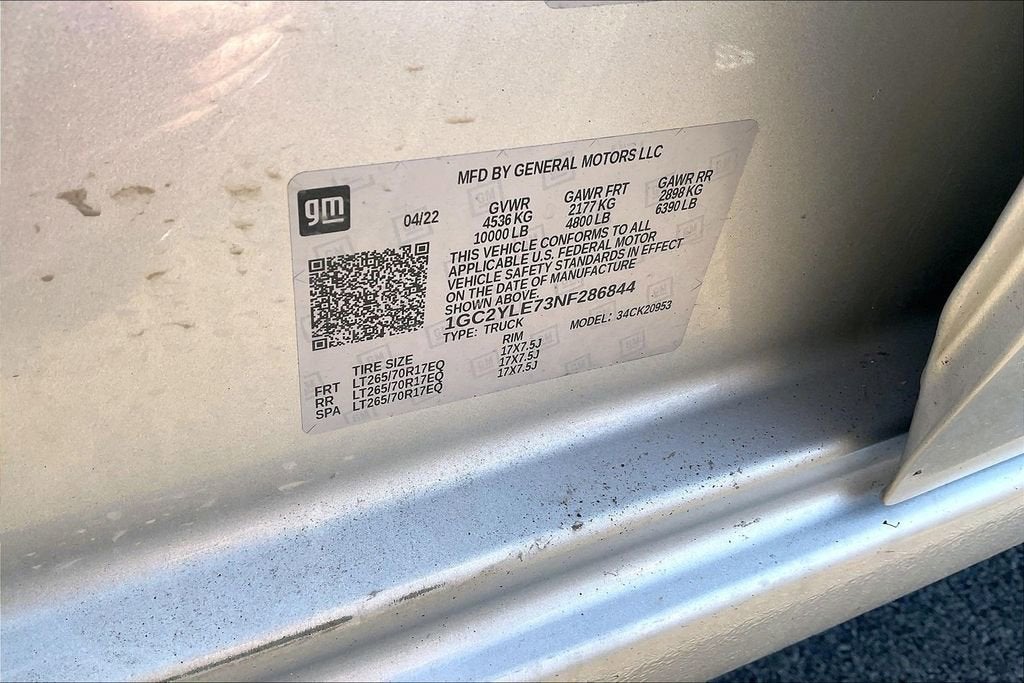 MFD BY GENERAL MOTORS LLC
gm
04/22
GVWR GAWR FRT GAWR RR
4536 KG 2177 KG 2898 KG
10000 LB 4800 LB 6390 LB
THIS VEHICLE CONFORMS TO ALL
APPLICABLE U.S. FEDERAL MOTOR
VEHICLE SAFETY STANDARDS IN EFFECT
ON THE DATE OF MANUFACTURE
SHOWN ABOVE.
1GC2YLE73NF286844
TYPE: TRUCK MODEL: 34CK20953
TIRE SIZE RIM
FRT LT265/70R17EQ 17X7.5J
RR LT265/70R17EQ 17X7.5J
SPA LT265/70R17EQ 17X7.5J